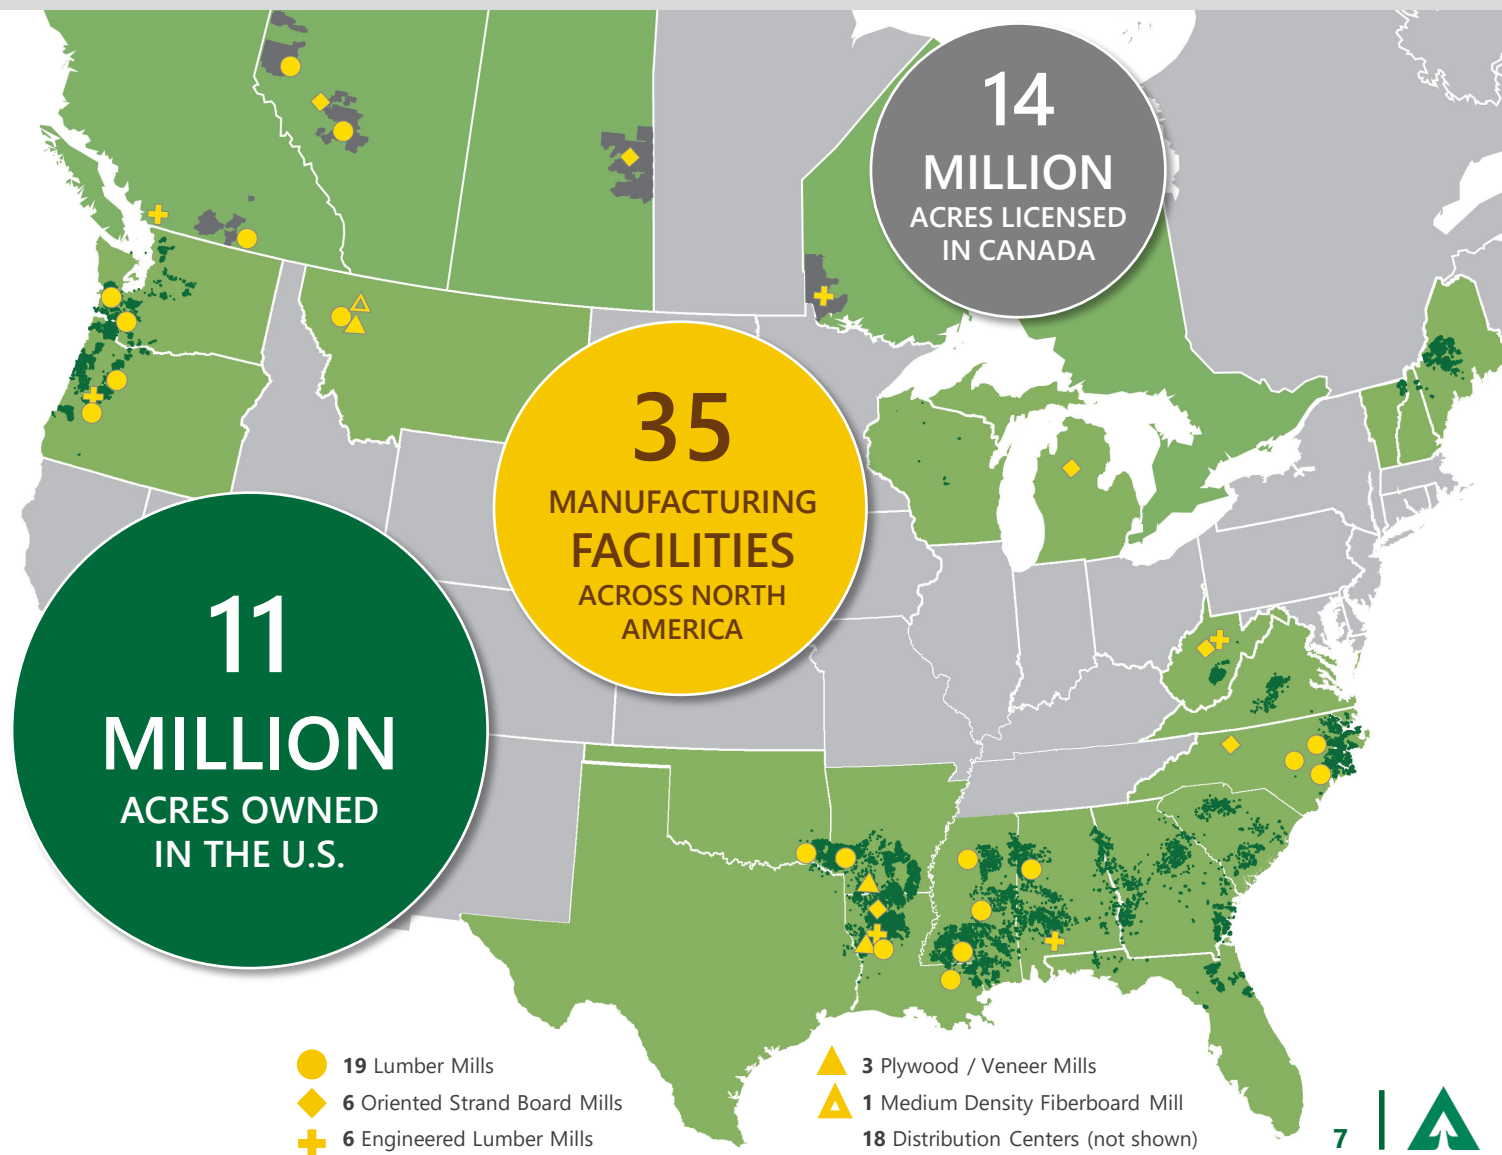 14
MILLION
ACRES LICENSED
IN CANADA
35
MANUFACTURING
FACILITIES
ACROSS NORTH
AMERICA
11
MILLION
ACRES OWNED
IN THE U.S.
19 Lumber Mills
6 Oriented Strand Board Mills
6 Engineered Lumber Mills
3 Plywood / Veneer Mills
1 Medium Density Fiberboard Mill
18 Distribution Centers (not shown)
7